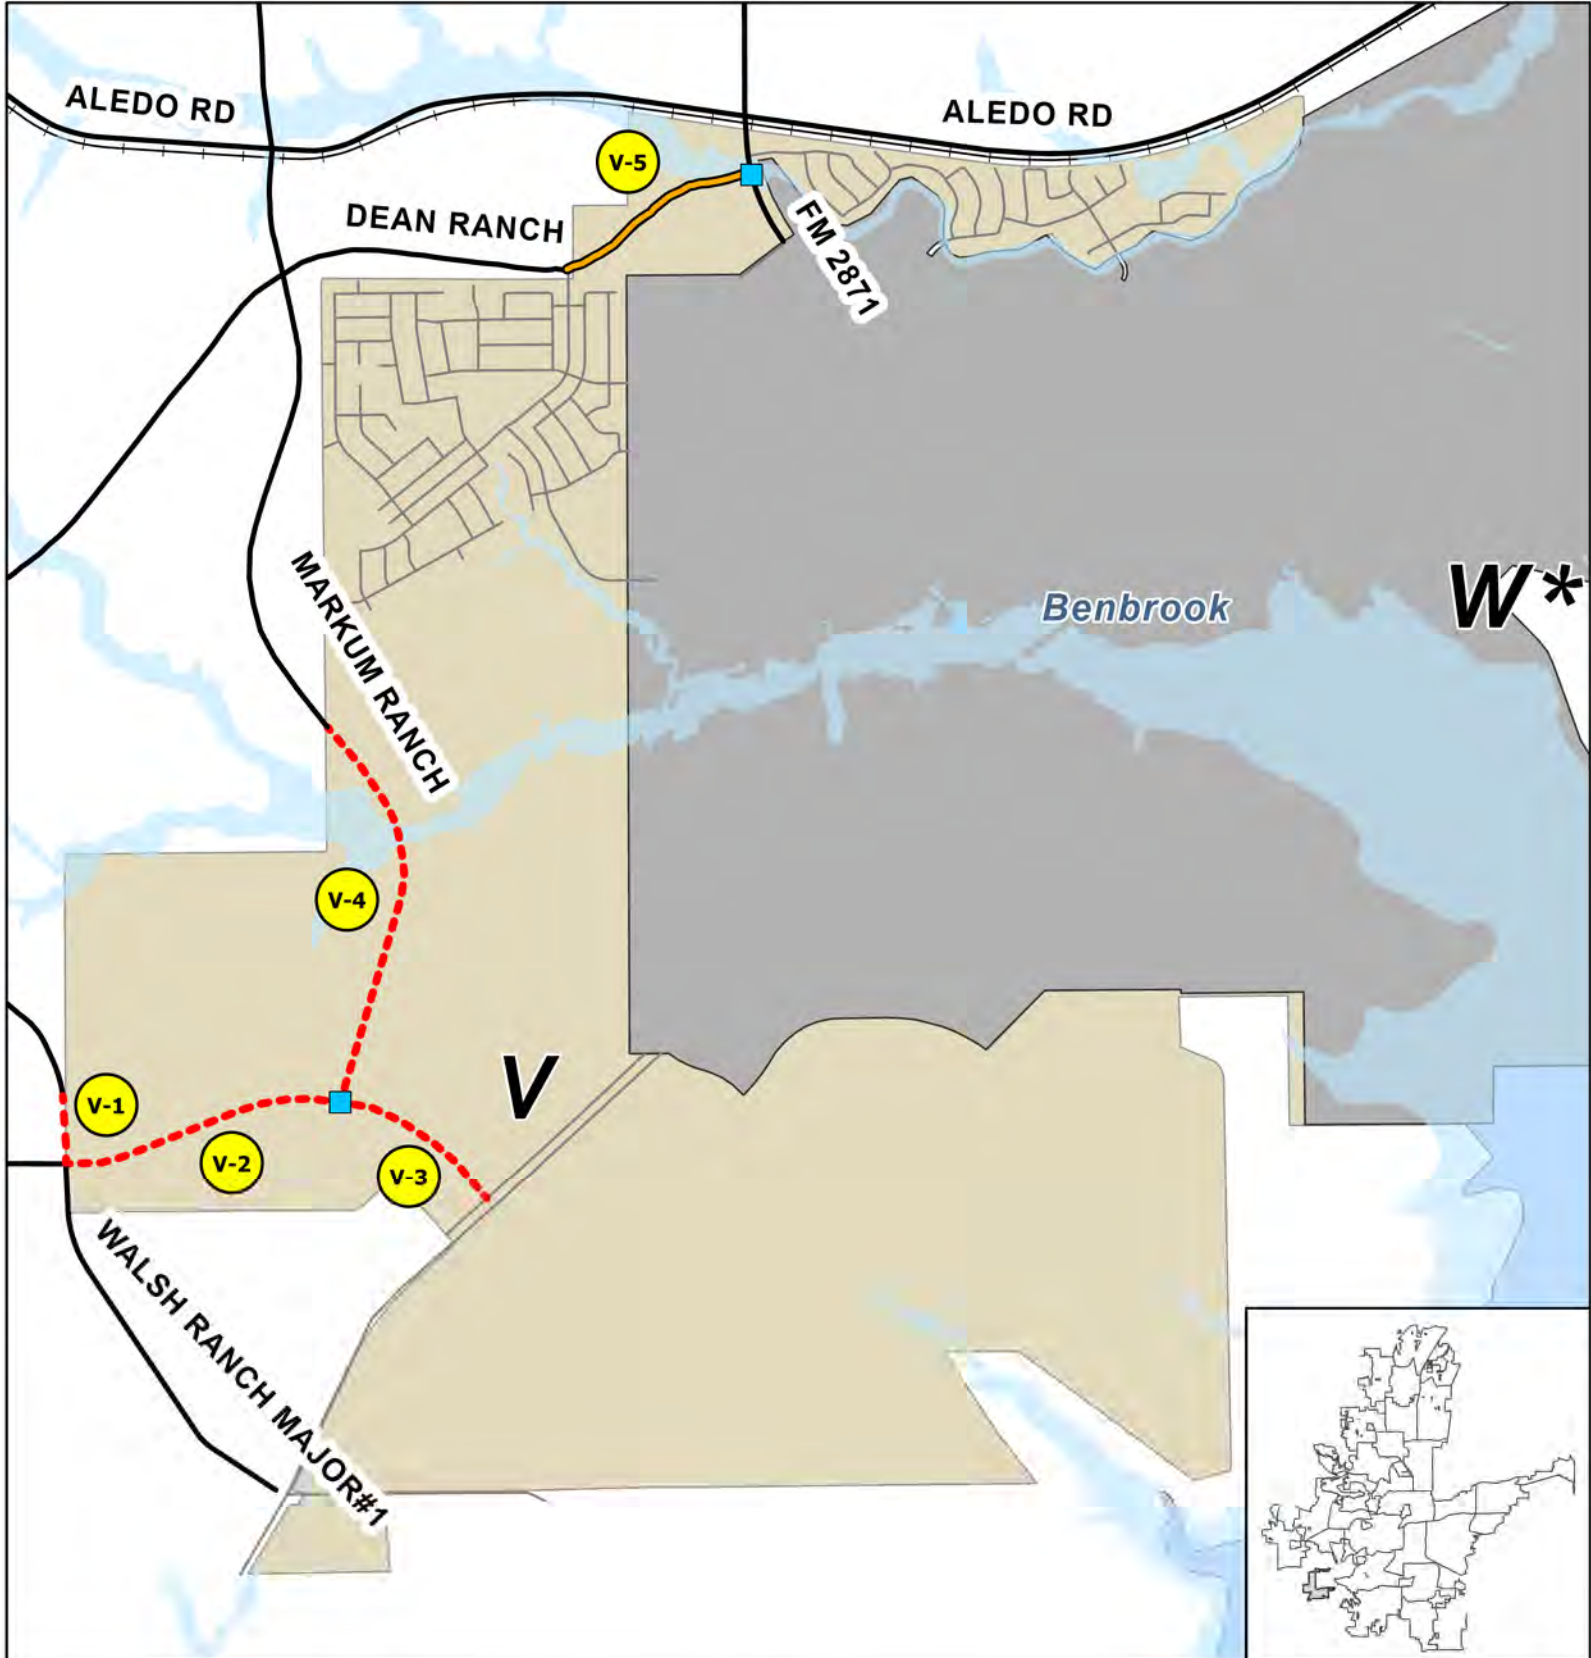 ALEDO RD
ALEDO RD
V-5
DEAN RANCH
FM 2871
MARKUM RANCH
W*
Benbrook
V-4
V
V-1
V-2
V-3
WALSH RANCH MAJOR#1